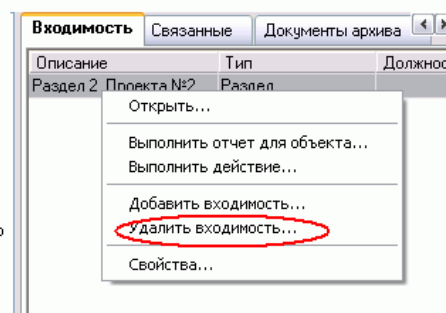 Входимость Связанные Документы архива
Описание Тип Должнос
Раздел 2 Проекта №2 Раздел
Открыть...
Выполнить отчет для объекта...
Выполнить действие...
Добавить входимость...
Удалить входимость...
Свойства...